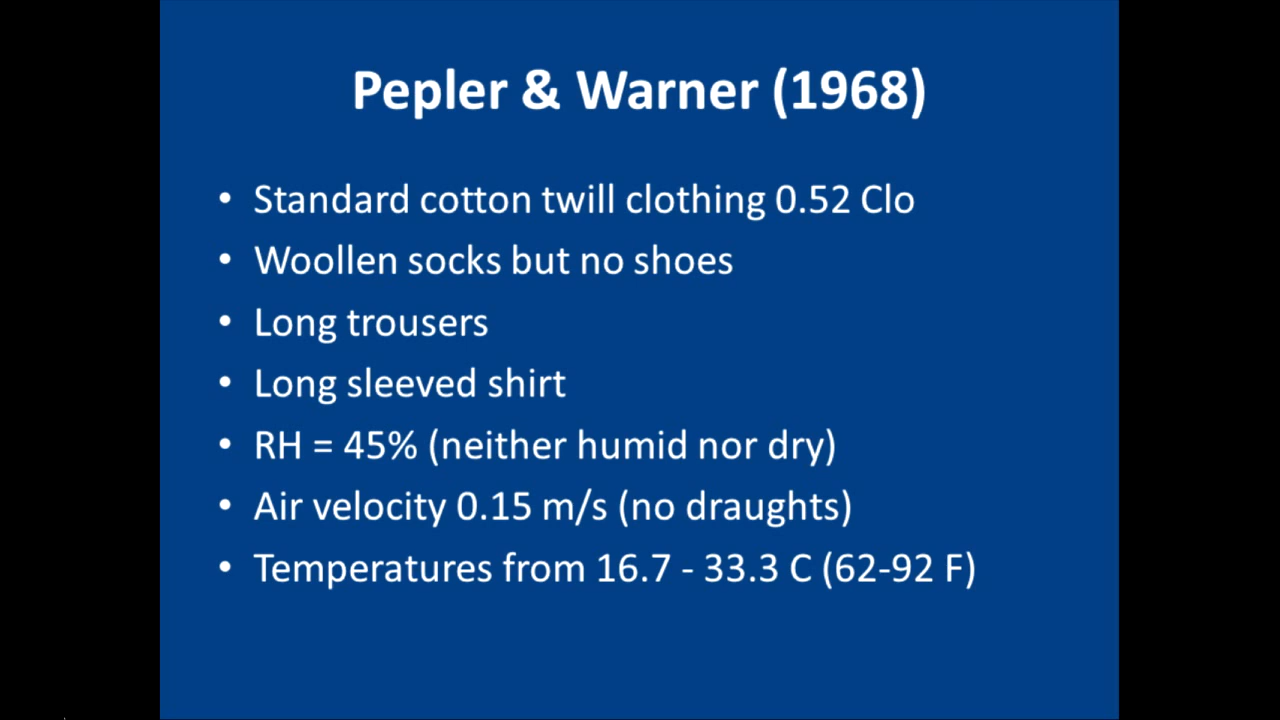 Pepler & Warner (1968)
• Standard cotton twill clothing 0.52 Clo
• Woollen socks but no shoes
• Long trousers
• Long sleeved shirt
• RH = 45% (neither humid nor dry)
• Air velocity 0.15 m/s (no draughts)
• Temperatures from 16.7 - 33.3 C (62-92 F)